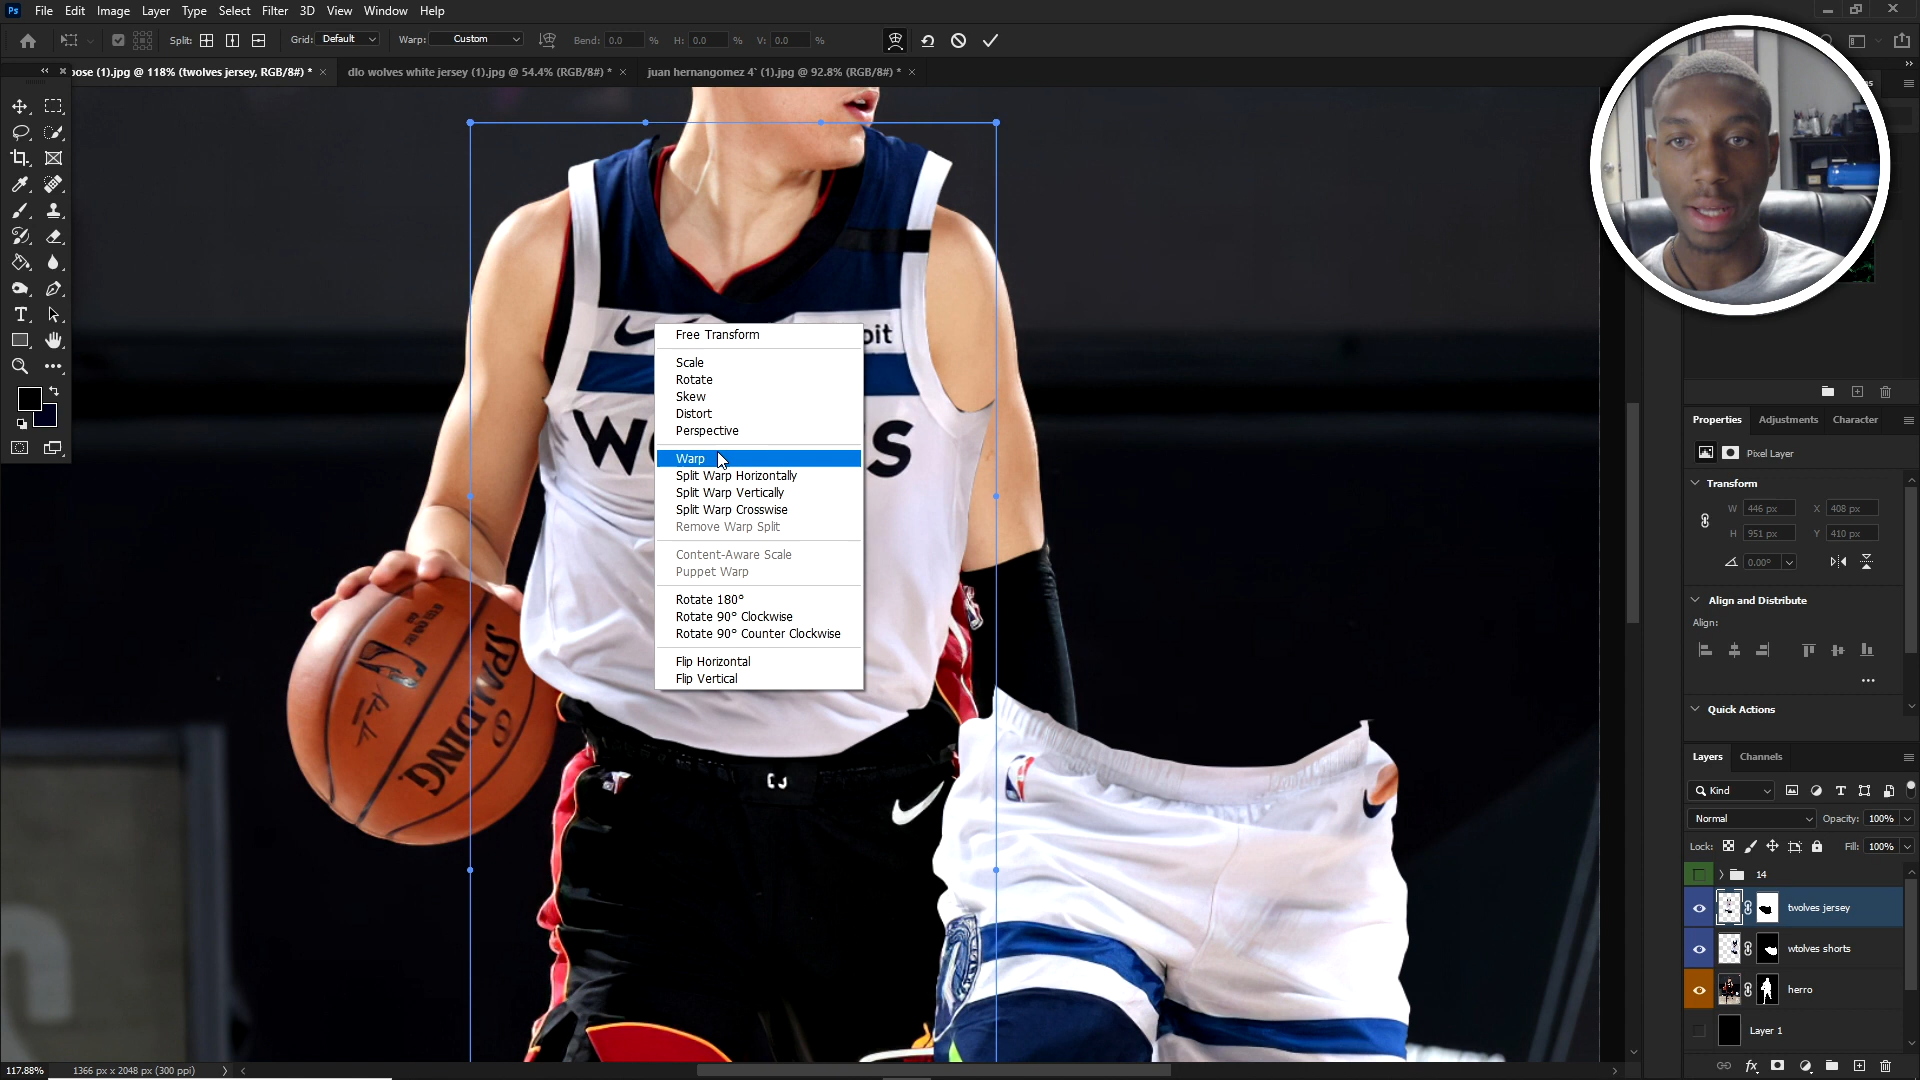 Ps File Edit Image Layer Type Select Filter 3D View Window Help
Split: Grid: Default Warp: Custom Bend: 0.0 % H: 0.0 % V: 0.0 %
pose (1).jpg @ 118% (twolves jersey, RGB/8#) * × dlo wolves white jersey (1).jpg @ 54.4% (RGB/8#) * × juan hernangomez 4` (1).jpg @ 92.8% (RGB/8#) * ×
Free Transform
Scale
Rotate
Skew
Distort
Perspective
Warp
Split Warp Horizontally
Split Warp Vertically
Split Warp Crosswise
Remove Warp Split
Content-Aware Scale
Puppet Warp
Rotate 180°
Rotate 90° Clockwise
Rotate 90° Counter Clockwise
Flip Horizontal
Flip Vertical
bit
SPALDING
Properties Adjustments Character
Pixel Layer
Transform
W 446 px X 408 px
H 951 px Y 410 px
0.00°
Align and Distribute
Align:
Quick Actions
Layers Channels
Kind
Normal Opacity: 100%
Lock: Fill: 100%
14
twolves jersey
wtolves shorts
herro
Layer 1
117.88% 1366 px x 2048 px (300 ppi)